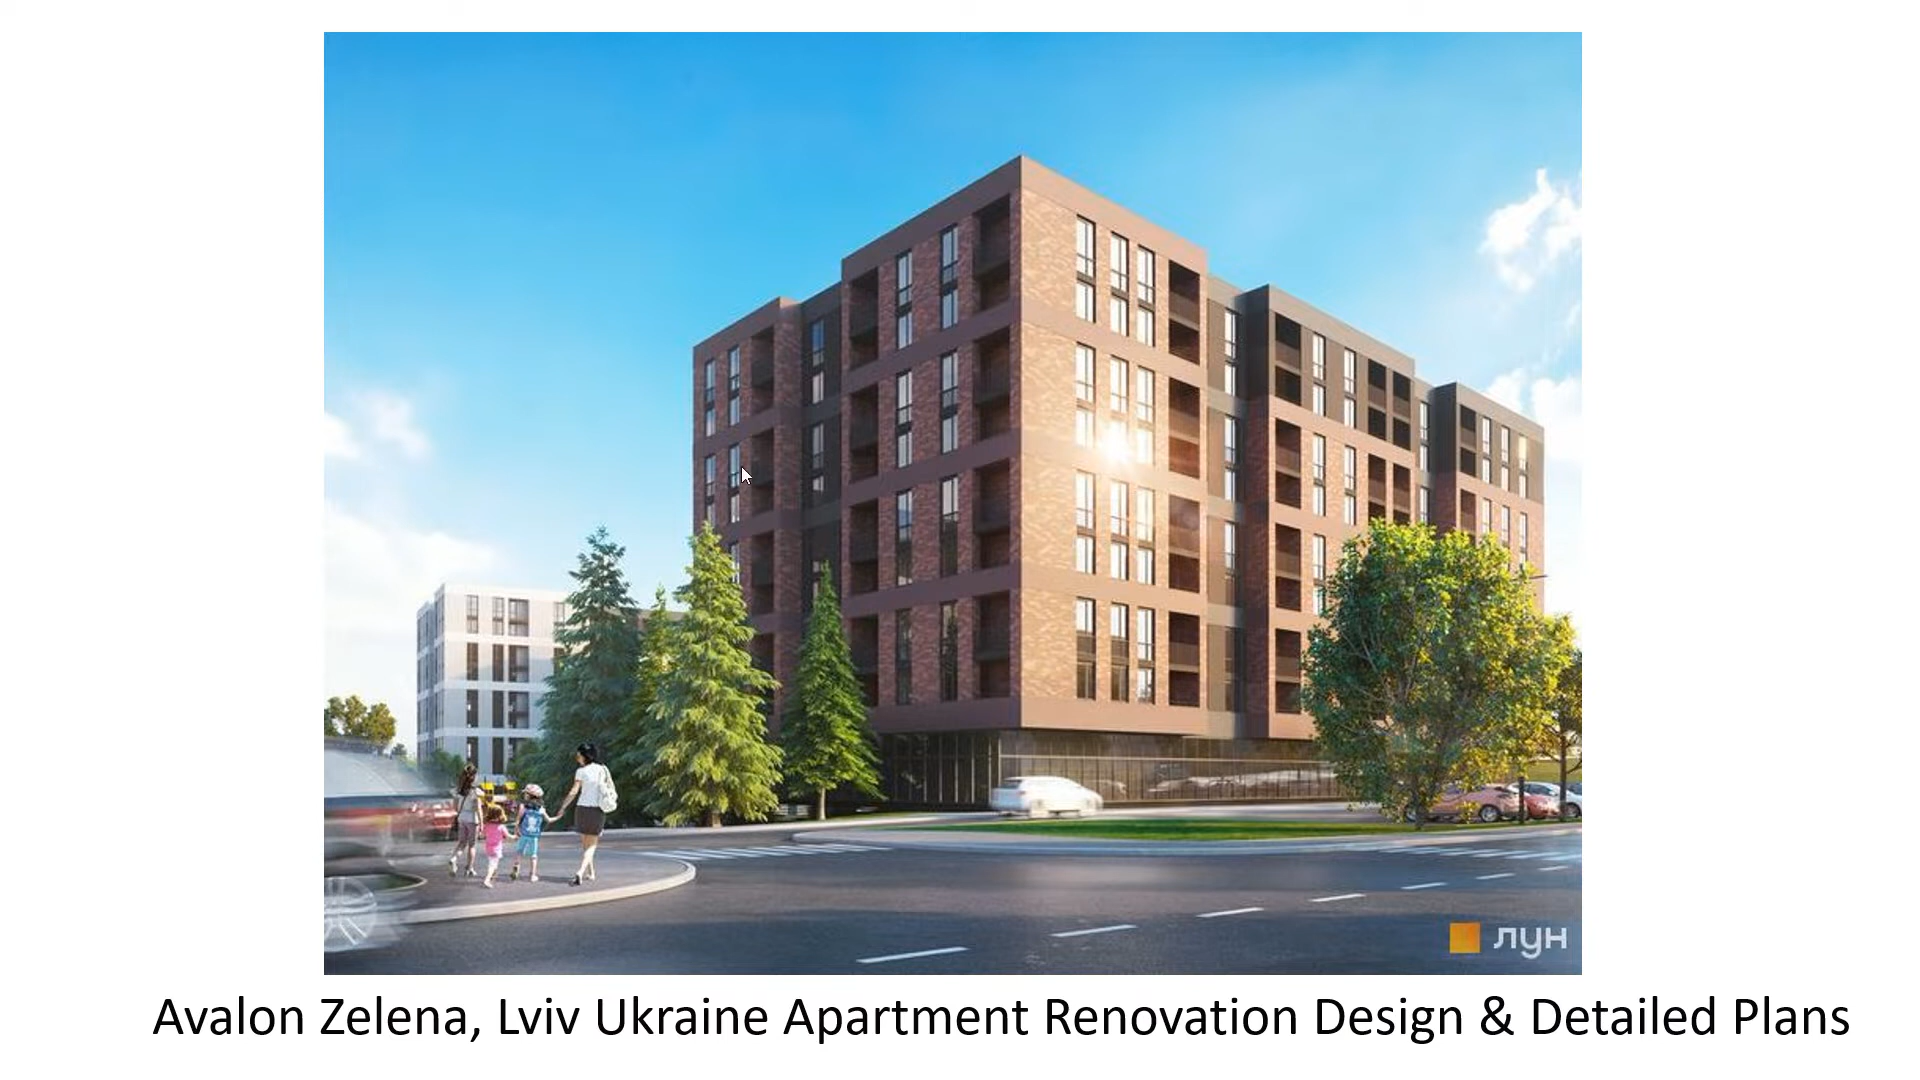 лун
Avalon Zelena, Lviv Ukraine Apartment Renovation Design & Detailed Plans